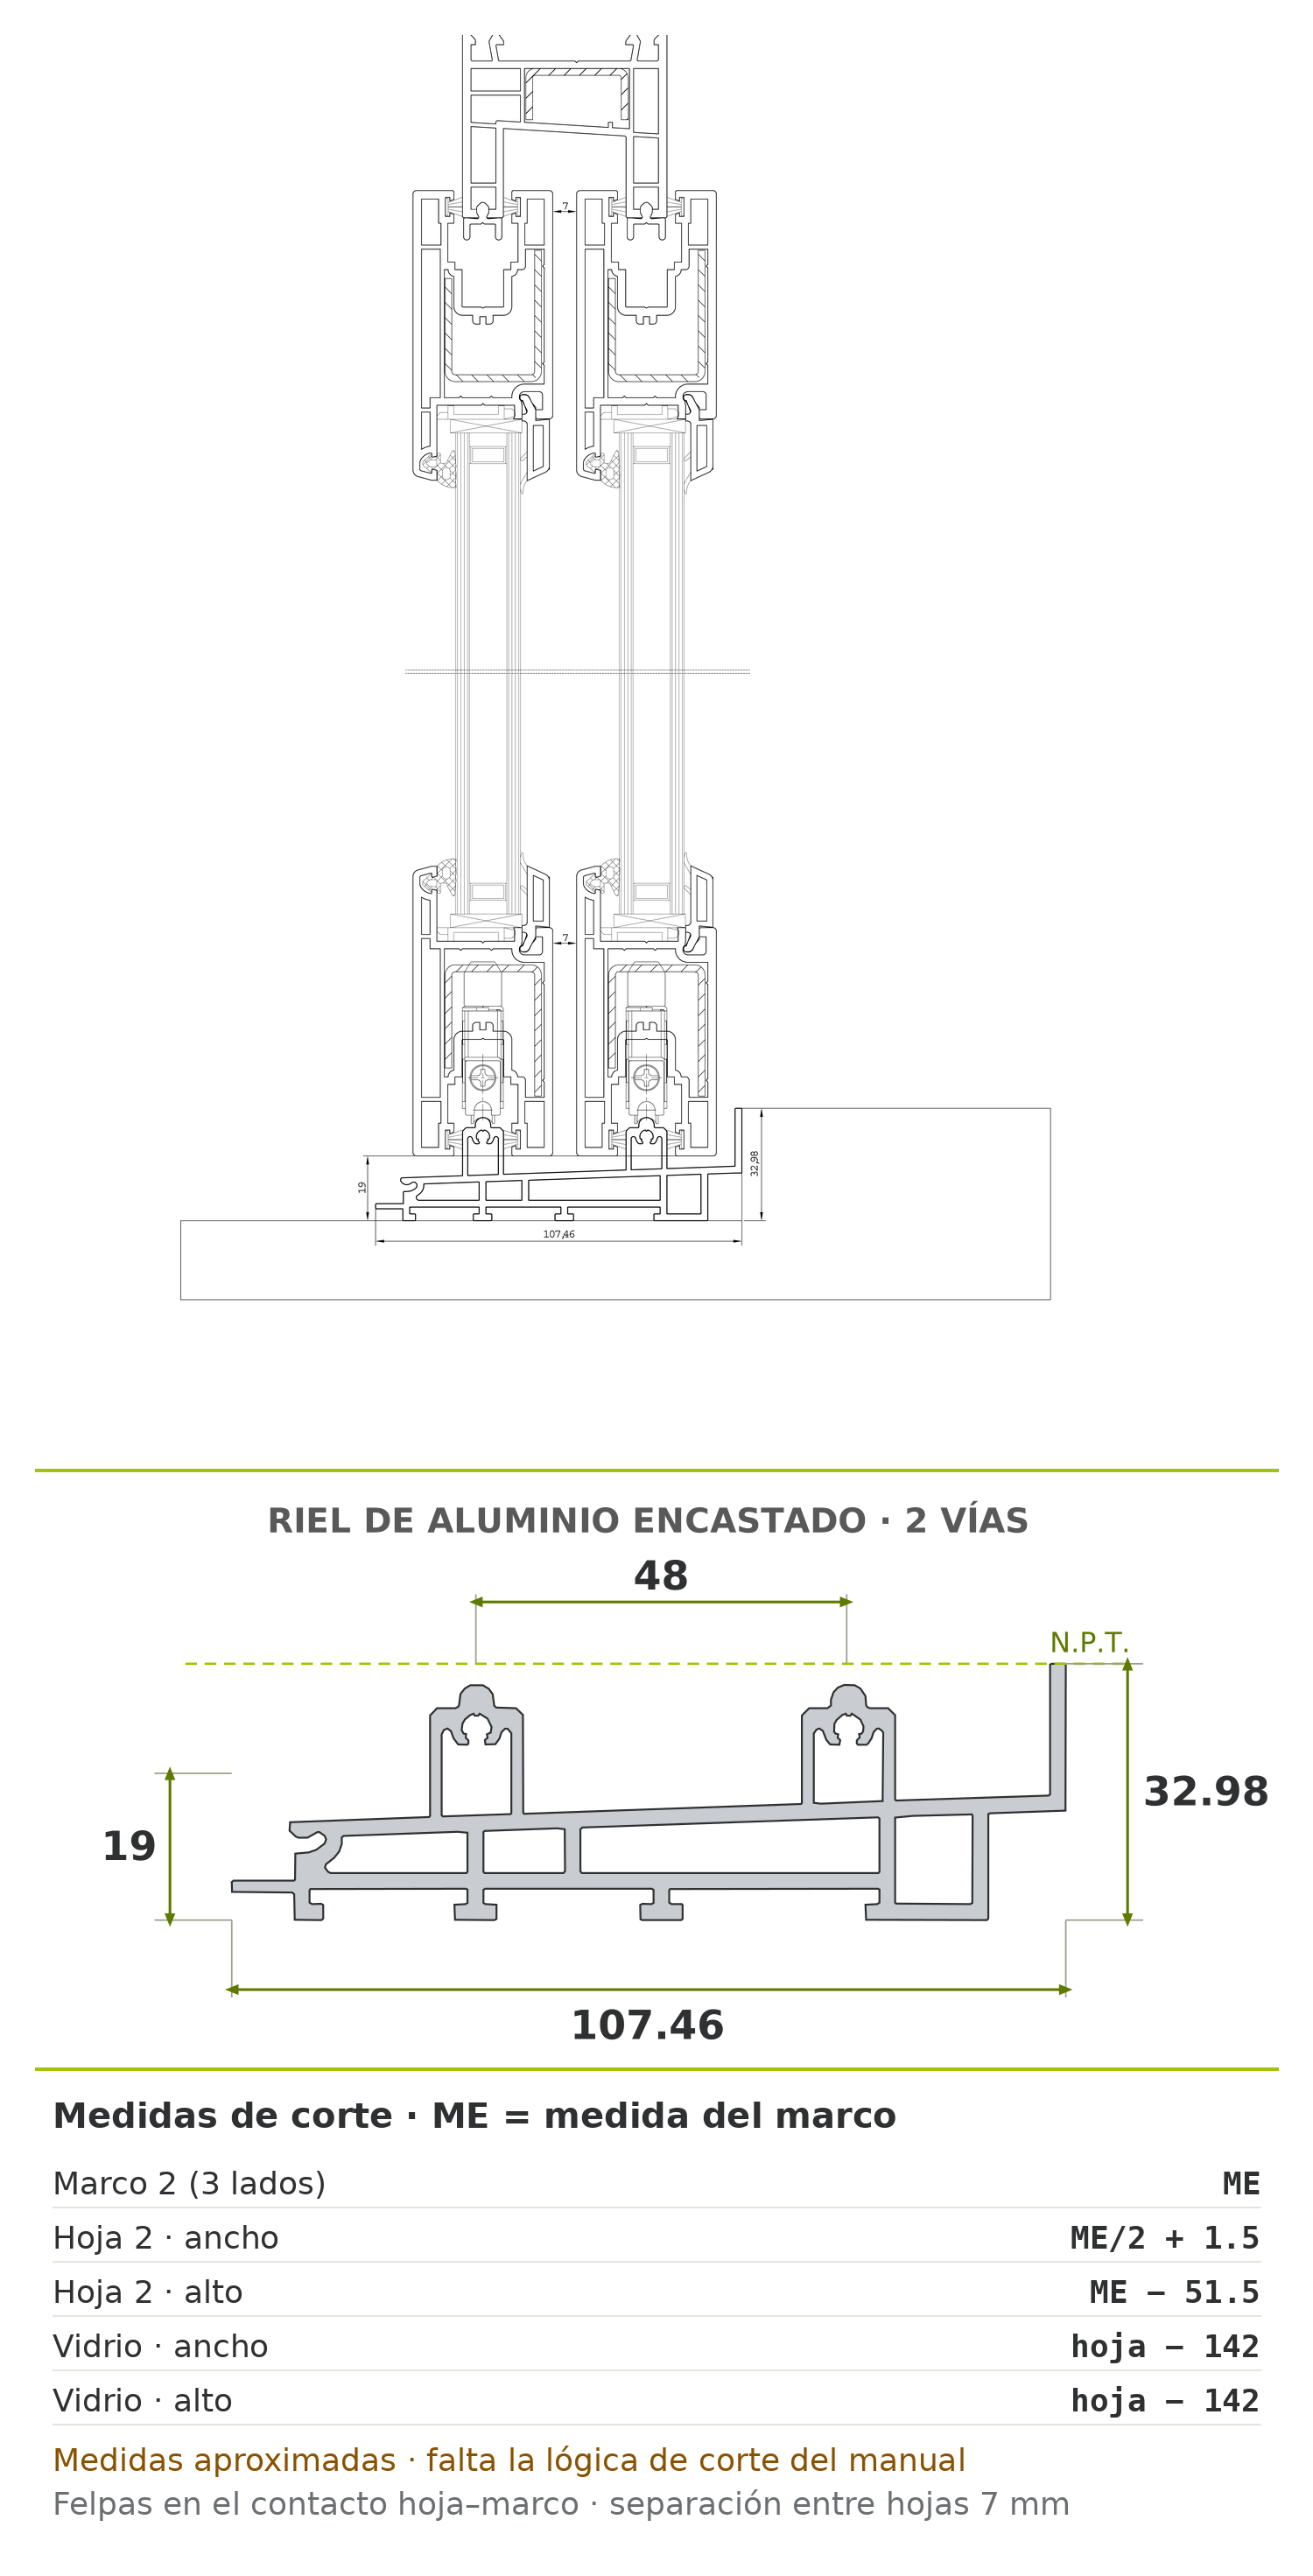 7
7
32,98
19
107,46
RIEL DE ALUMINIO ENCASTADO · 2 VÍAS
48
N.P.T.
32.98
19
107.46
Medidas de corte · ME = medida del marco
Marco 2 (3 lados) ME
Hoja 2 · ancho ME/2 + 1.5
Hoja 2 · alto ME − 51.5
Vidrio · ancho hoja − 142
Vidrio · alto hoja − 142
Medidas aproximadas · falta la lógica de corte del manual
Felpas en el contacto hoja–marco · separación entre hojas 7 mm